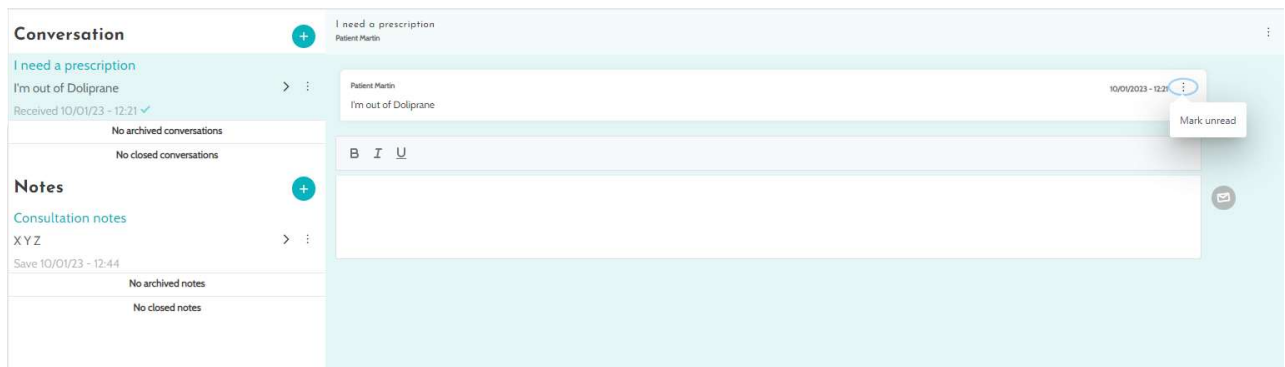 Conversation
I need a prescription
I'm out of Doliprane
Received 10/01/23 - 12:21
No archived conversations
No closed conversations
Notes
Consultation notes
X Y Z
Save 10/01/23 - 12:44
No archived notes
No closed notes
I need a prescription
Patient Martin
Patient Martin
10/01/2023 - 12:21
I'm out of Doliprane
Mark unread
B I U